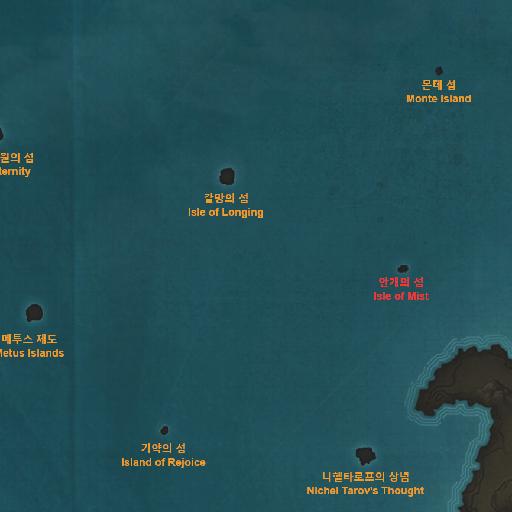 몬테 섬
Monte Island
월의 섬
ternity
갈망의 섬
Isle of Longing
안개의 섬
Isle of Mist
메투스 제도
Metus Islands
기약의 섬
Island of Rejoice
니헬타로프의 상념
Nichel Tarov's Thought